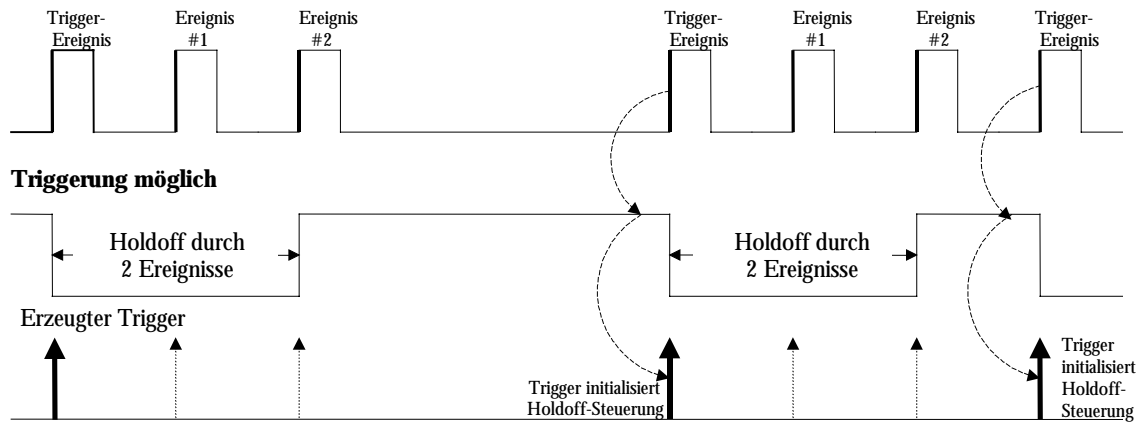 Trigger-
Ereignis
Ereignis
#1
Ereignis
#2
Trigger-
Ereignis
Ereignis
#1
Ereignis
#2
Trigger-
Ereignis
Triggerung möglich
Holdoff durch
2 Ereignisse
Holdoff durch
2 Ereignisse
Erzeugter Trigger
Trigger initialisiert
Holdoff-Steuerung
Trigger
initialisiert
Holdoff-
Steuerung